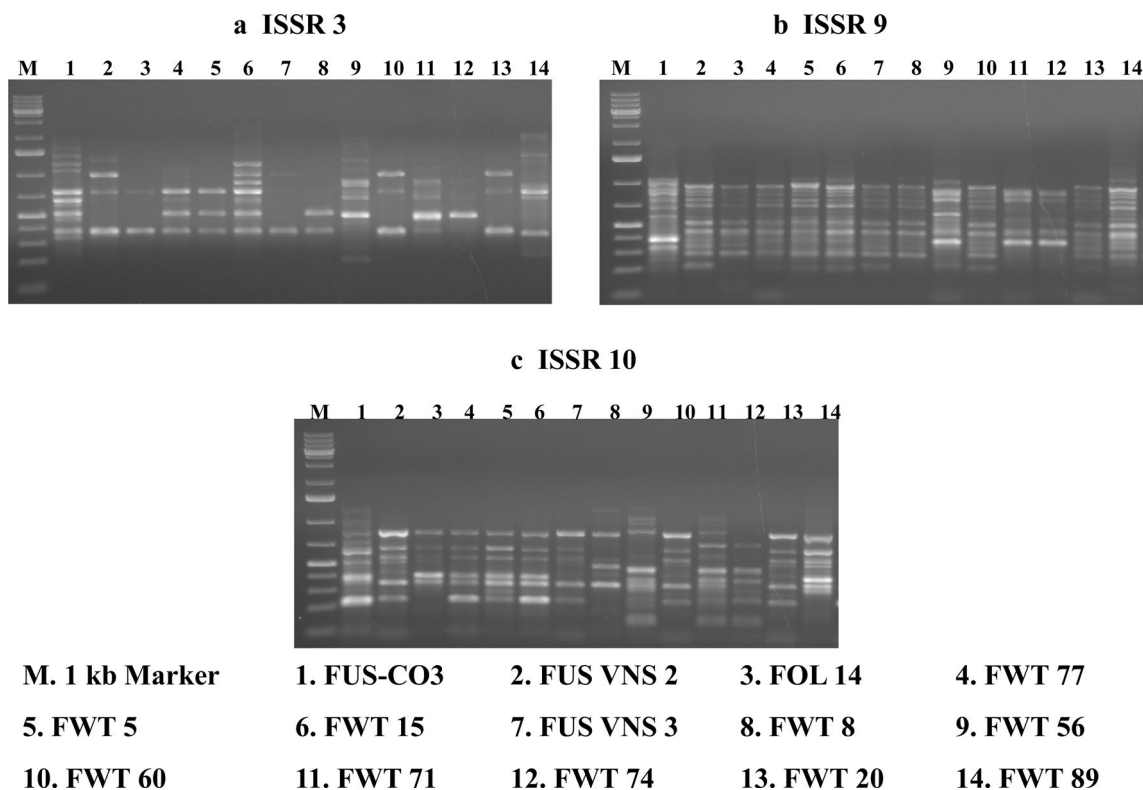 a ISSR 3
M 1 2 3 4 5 6 7 8 9 10 11 12 13 14
b ISSR 9
M 1 2 3 4 5 6 7 8 9 10 11 12 13 14
c ISSR 10
M 1 2 3 4 5 6 7 8 9 10 11 12 13 14
M. 1 kb Marker 1. FUS-CO3 2. FUS VNS 2 3. FOL 14 4. FWT 77
5. FWT 5 6. FWT 15 7. FUS VNS 3 8. FWT 8 9. FWT 56
10. FWT 60 11. FWT 71 12. FWT 74 13. FWT 20 14. FWT 89